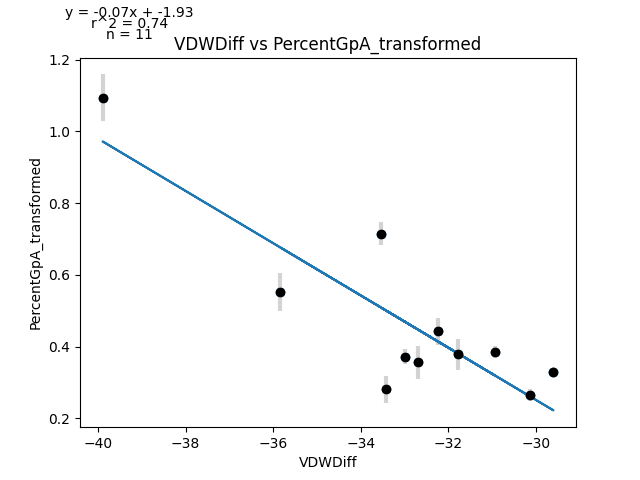 y = -0.07x + -1.93
r^2 = 0.74
n = 11
VDWDiff vs PercentGpA_transformed
PercentGpA_transformed
1.2
1.0
0.8
0.6
0.4
0.2
−40
−38
−36
−34
−32
−30
VDWDiff